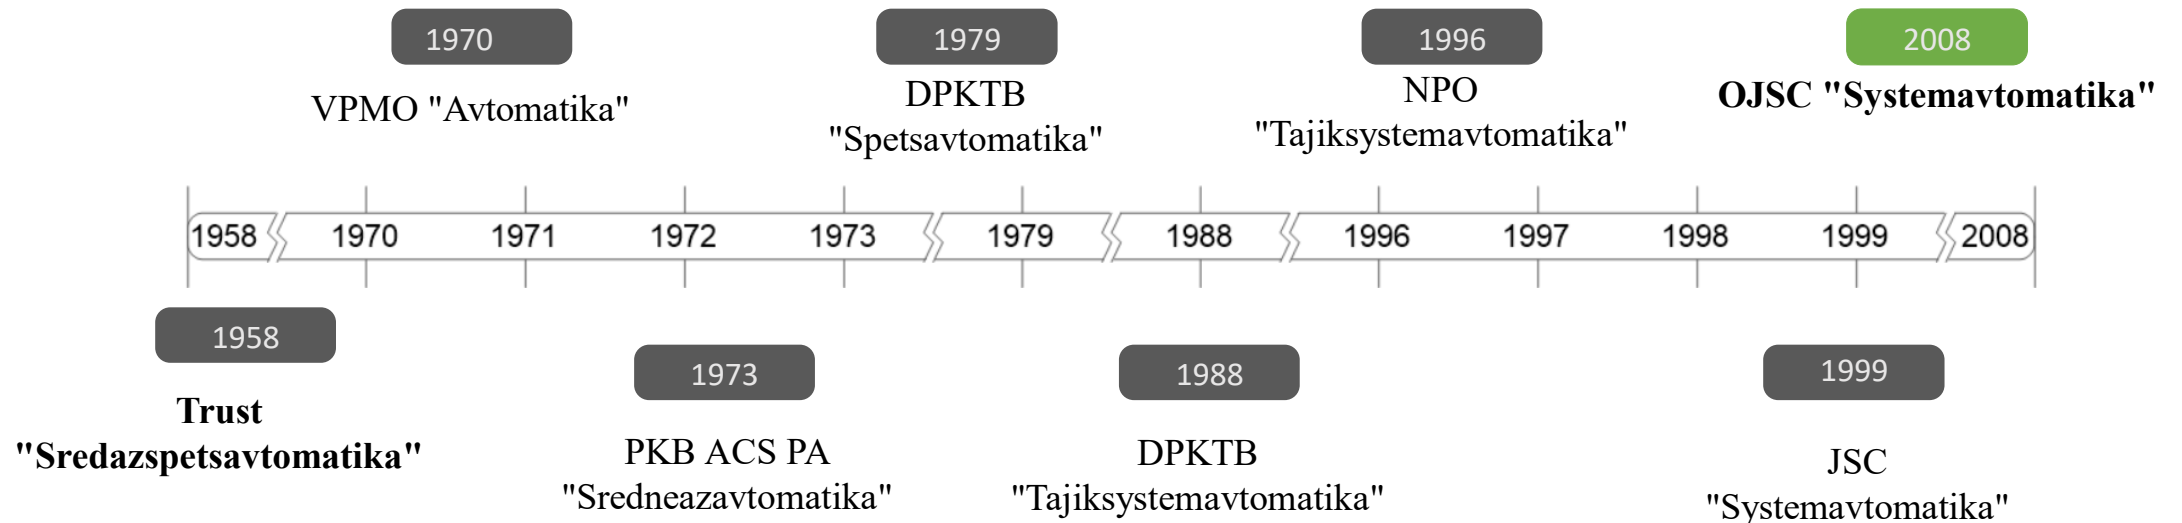 1970
VPMO "Avtomatika"
1979
DPKTB
"Spetsavtomatika"
1996
NPO
"Tajiksystemavtomatika"
2008
OJSC "Systemavtomatika"
1958 1970 1971 1972 1973 1979 1988 1996 1997 1998 1999 2008
1958
Trust
"Sredazspetsavtomatika"
1973
PKB ACS PA
"Sredneazavtomatika"
1988
DPKTB
"Tajiksystemavtomatika"
1999
JSC
"Systemavtomatika"